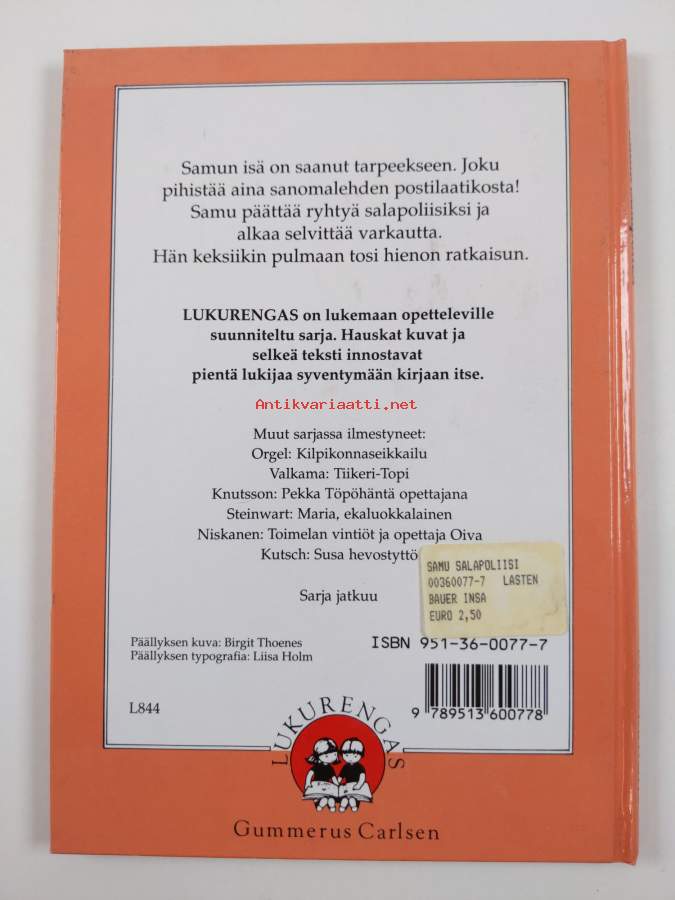 Samun isä on saanut tarpeekseen. Joku
pihistää aina sanomalehden postilaatikosta!
Samu päättää ryhtyä salapoliisiksi ja
alkaa selvittää varkautta.
Hän keksiikin pulmaan tosi hienon ratkaisun.
LUKURENGAS on lukemaan opetteleville
suunniteltu sarja. Hauskat kuvat ja
selkeä teksti innostavat
pientä lukijaa syventymään kirjaan itse.
Antikvariaatti.net
Muut sarjassa ilmestyneet:
Orgel: Kilpikonnaseikkailu
Valkama: Tiikeri-Topi
Knutsson: Pekka Töpöhäntä opettajana
Steinwart: Maria, ekaluokkalainen
Niskanen: Toimelan vintiöt ja opettaja Oiva
Kutsch: Susa hevostyttö
Sarja jatkuu
SAMU SALAPOLIISI
00360077-7 LASTEN
BAUER INSA
EURO 2,50
Päällyksen kuva: Birgit Thoenes
Päällyksen typografia: Liisa Holm
ISBN 951-36-0077-7
L844
9 789513 600778
LUKURENGAS
Gummerus Carlsen